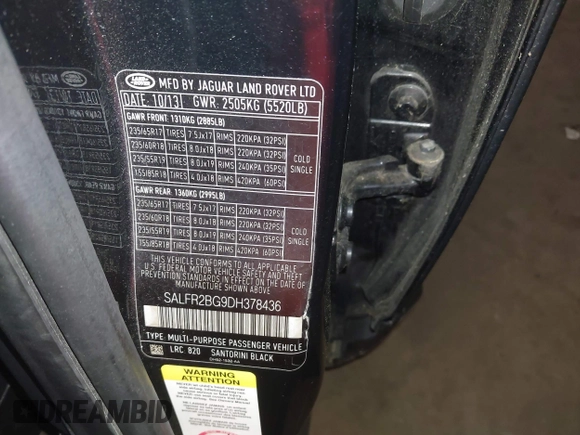 LAND ROVER
MFD BY JAGUAR LAND ROVER LTD
DATE: 10/13 GWR: 2505KG (5520LB)
GAWR FRONT: 1310KG (2885LB)
235/65R17 TIRES 7.5Jx17 RIMS 220KPA (32PSI)
235/60R18 TIRES 8.0Jx18 RIMS 220KPA (32PSI)
235/55R19 TIRES 8.0Jx19 RIMS 240KPA (35PSI)
155/85R18 TIRES 4.0Jx18 RIMS 420KPA (60PSI)
COLD
SINGLE
GAWR REAR: 1360KG (2995LB)
235/65R17 TIRES 7.5Jx17 RIMS 220KPA (32PSI)
235/60R18 TIRES 8.0Jx18 RIMS 220KPA (32PSI)
235/55R19 TIRES 8.0Jx19 RIMS 240KPA (35PSI)
155/85R18 TIRES 4.0Jx18 RIMS 420KPA (60PSI)
COLD
SINGLE
THIS VEHICLE CONFORMS TO ALL APPLICABLE
FEDERAL MOTOR VEHICLE SAFETY AND THEFT
PREVENTION STANDARDS IN EFFECT ON THE DATE
OF MANUFACTURE SHOWN ABOVE.
SALFR2BG9DH378436
TYPE: MULTI-PURPOSE PASSENGER VEHICLE
LRC 820 SANTORINI BLACK
WARNING
ATTENTION
DREAMBID